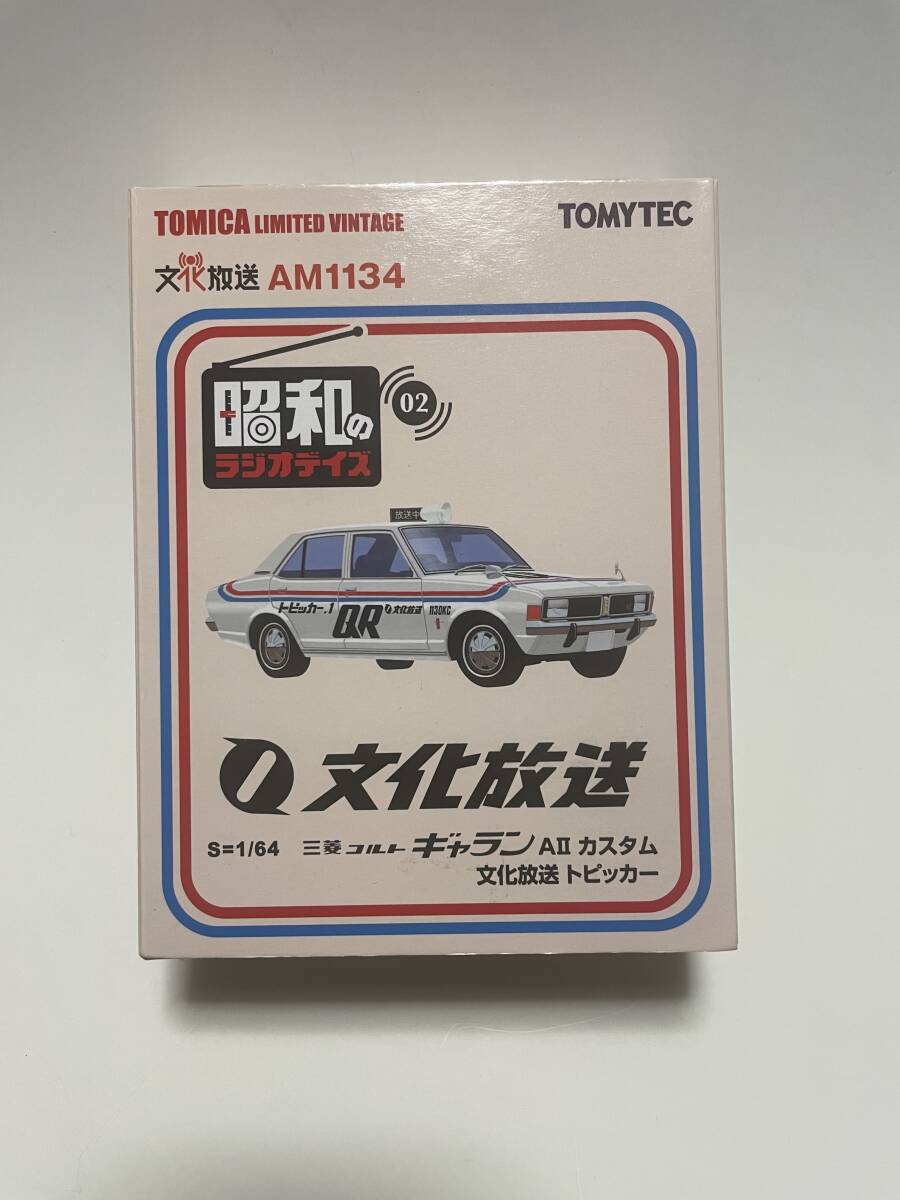 TOMICA LIMITED VINTAGE
TOMYTEC
文化放送 AM1134
昭和の
ラジオデイズ
02
放送中
トピッカー.1 QR 文化放送 1130KC
文化放送
S=1/64 三菱 コルト ギャラン AII カスタム
文化放送 トピッカー